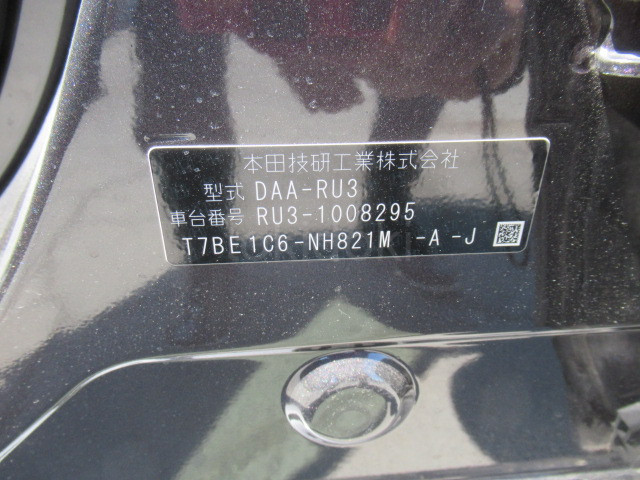 本田技研工業株式会社
型式 DAA-RU3
車台番号 RU3-1008295
T7BE1C6-NH821M -A -J